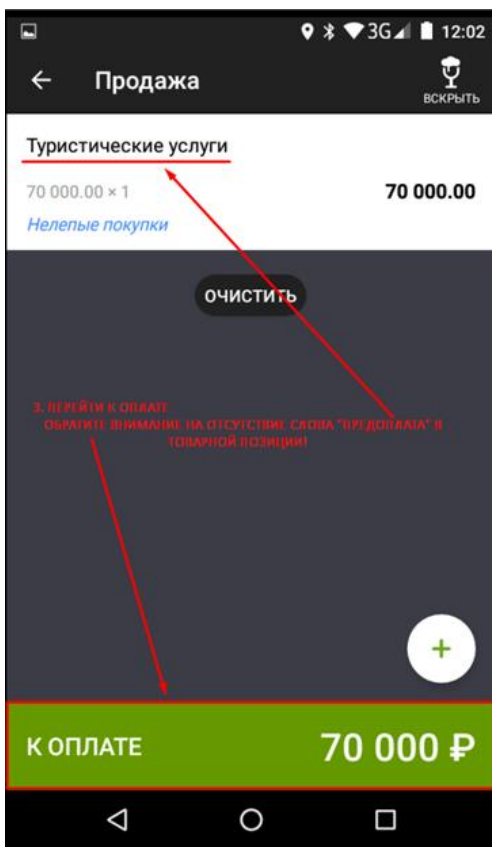 3G 12:02
Продажа
ВСКРЫТЬ
Туристические услуги
70 000.00 × 1 70 000.00
Нелепые покупки
ОЧИСТИТЬ
3. ПЕРЕЙТИ К ОПЛАТЕ
ОБРАТИТЕ ВНИМАНИЕ НА ОТСУТСТВИЕ СЛОВА "ПРЕДОПЛАТА" В
ТОВАРНОЙ ПОЗИЦИИ!
+
К ОПЛАТЕ 70 000 ₽